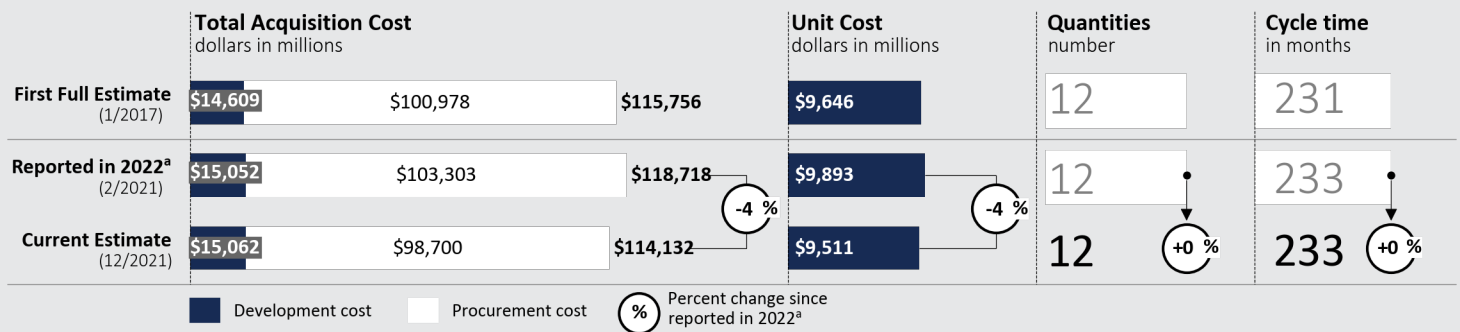 Total Acquisition Cost
dollars in millions
Unit Cost
dollars in millions
Quantities
number
Cycle time
in months
First Full Estimate
(1/2017)
$14,609 $100,978 $115,756 $9,646 12 231
Reported in 2022ᵃ
(2/2021)
$15,052 $103,303 $118,718 $9,893 12 233
-4 % -4 %
Current Estimate
(12/2021)
$15,062 $98,700 $114,132 $9,511 12 +0 % 233 +0 %
Development cost
Procurement cost
%
Percent change since
reported in 2022ᵃ